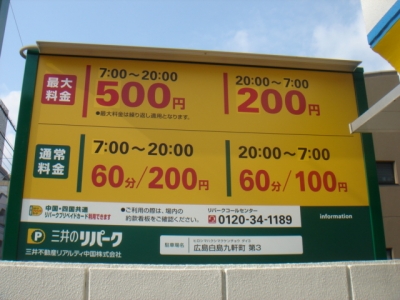 最大料金
7:00〜20:00
500円
●最大料金は繰り返し適用となります。
20:00〜7:00
200円
通常料金
7:00〜20:00
60分/200円
20:00〜7:00
60分/100円
中国・四国共通
リパークプリペイドカード利用できます
●ご利用の際は、場内の
約款看板をご確認ください。
リパークコールセンター
0120-34-1189
information
P 三井のリパーク
三井不動産リアルティ中国株式会社
駐車場名
広島白島九軒町 第3